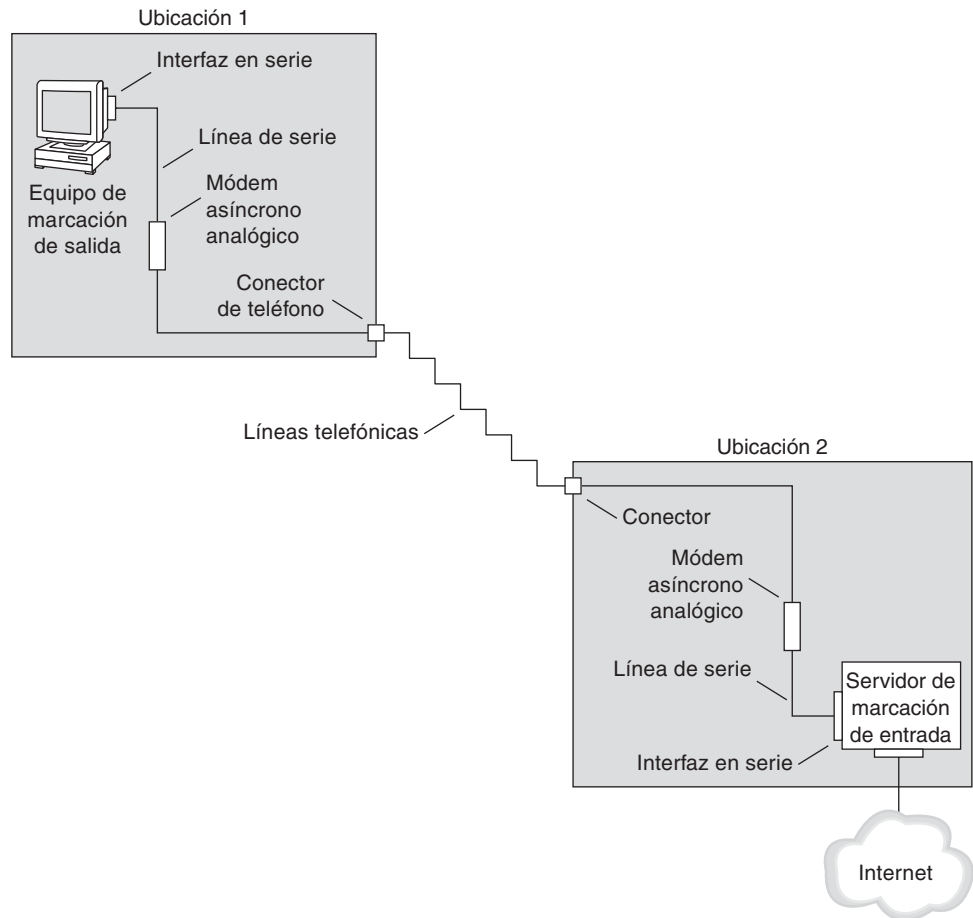 Ubicación 1
Interfaz en serie
Línea de serie
Equipo de
marcación
de salida
Módem
asíncrono
analógico
Conector
de teléfono
Líneas telefónicas
Ubicación 2
Conector
Módem
asíncrono
analógico
Línea de serie
Servidor de
marcación
de entrada
Interfaz en serie
Internet